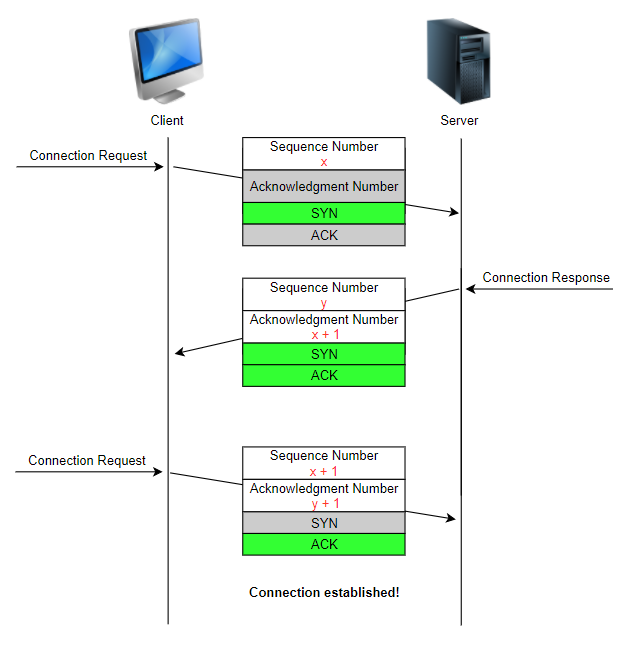 Client
Server
Connection Request
Sequence Number
x
Acknowledgment Number
SYN
ACK
Connection Response
Sequence Number
y
Acknowledgment Number
x + 1
SYN
ACK
Connection Request
Sequence Number
x + 1
Acknowledgment Number
y + 1
SYN
ACK
Connection established!